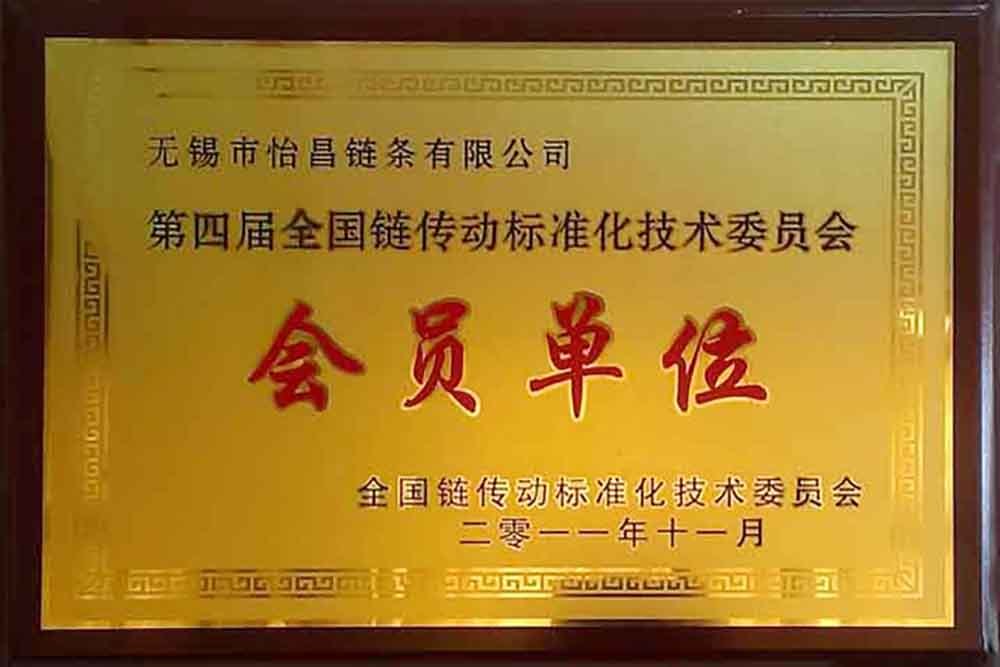 无锡市怡昌链条有限公司
第四届全国链传动标准化技术委员会
会员单位
全国链传动标准化技术委员会
二零一一年十一月